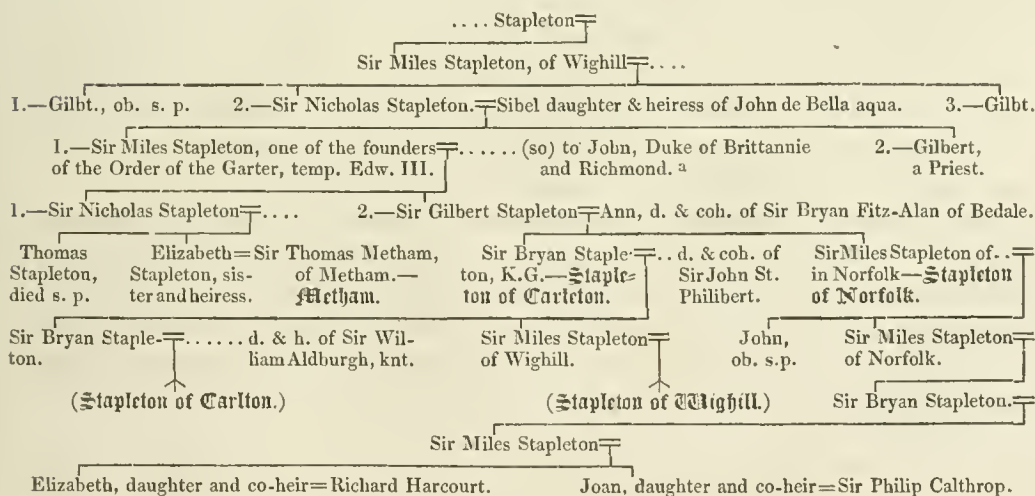 .... Stapleton
Sir Miles Stapleton, of Wighill ....
1.—Gilbt., ob. s. p. 2.—Sir Nicholas Stapleton. Sibel daughter & heiress of John de Bella aqua. 3.—Gilbt.
1.—Sir Miles Stapleton, one of the founders ...... (so) to John, Duke of Brittannie 2.—Gilbert,
of the Order of the Garter, temp. Edw. III. and Richmond. a a Priest.
1.—Sir Nicholas Stapleton .... 2.—Sir Gilbert Stapleton Ann, d. & coh. of Sir Bryan Fitz-Alan of Bedale.
Thomas Elizabeth = Sir Thomas Metham, Sir Bryan Staple- .. d. & coh. of Sir Miles Stapleton of..
Stapleton, Stapleton, sis- of Metham.— ton, K.G.—Staple- Sir John St. in Norfolk—Stapleton
died s. p. ter and heiress. Metham. ton of Carleton. Philibert. of Norfolk.
Sir Bryan Staple- ...... d. & h. of Sir Wil- Sir Miles Stapleton John, Sir Miles Stapleton
ton. liam Aldburgh, knt. of Wighill. ob. s.p. of Norfolk.
(Stapleton of Carlton.) (Stapleton of Wighill.) Sir Bryan Stapleton.
Sir Miles Stapleton
Elizabeth, daughter and co-heir = Richard Harcourt. Joan, daughter and co-heir = Sir Philip Calthrop.